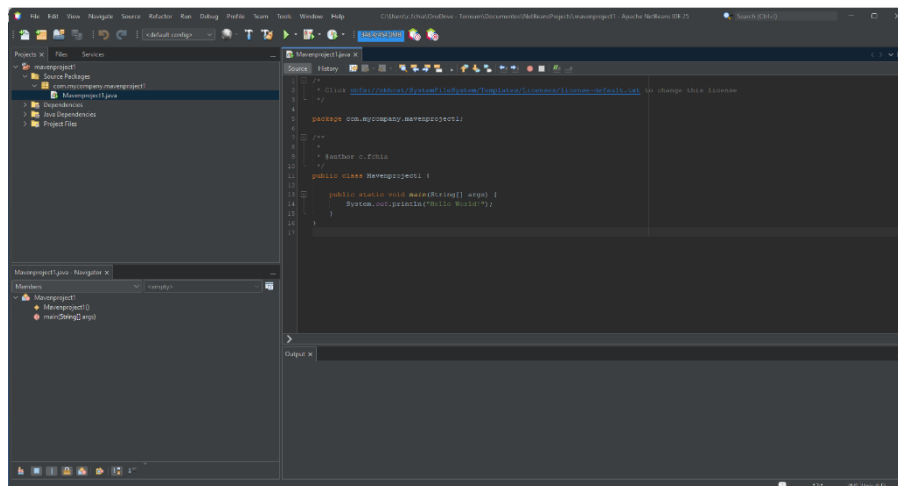 File Edit View Navigate Source Refactor Run Debug Profile Team Tools Window Help
Apache NetBeans IDE 25
Search (Ctrl+I)
<default config>
Projects Files Services
mavenproject1
Source Packages
com.mycompany.mavenproject1
Mavenproject1.java
Dependencies
Java Dependencies
Project Files
Mavenproject1.java - Navigator
Members <empty>
Mavenproject1
Mavenproject1()
main(String[] args)
Mavenproject1.java
Source History
1 /*
2 * Click nbfs://nbhost/SystemFileSystem/Templates/Licenses/license-default.txt to change this license
3 */
4
5 package com.mycompany.mavenproject1;
6
7 /**
8 *
9 * @author c.fchia
10 */
11 public class Mavenproject1 {
12
13 public static void main(String[] args) {
14 System.out.println("Hello World!");
15 }
16 }
17
Output